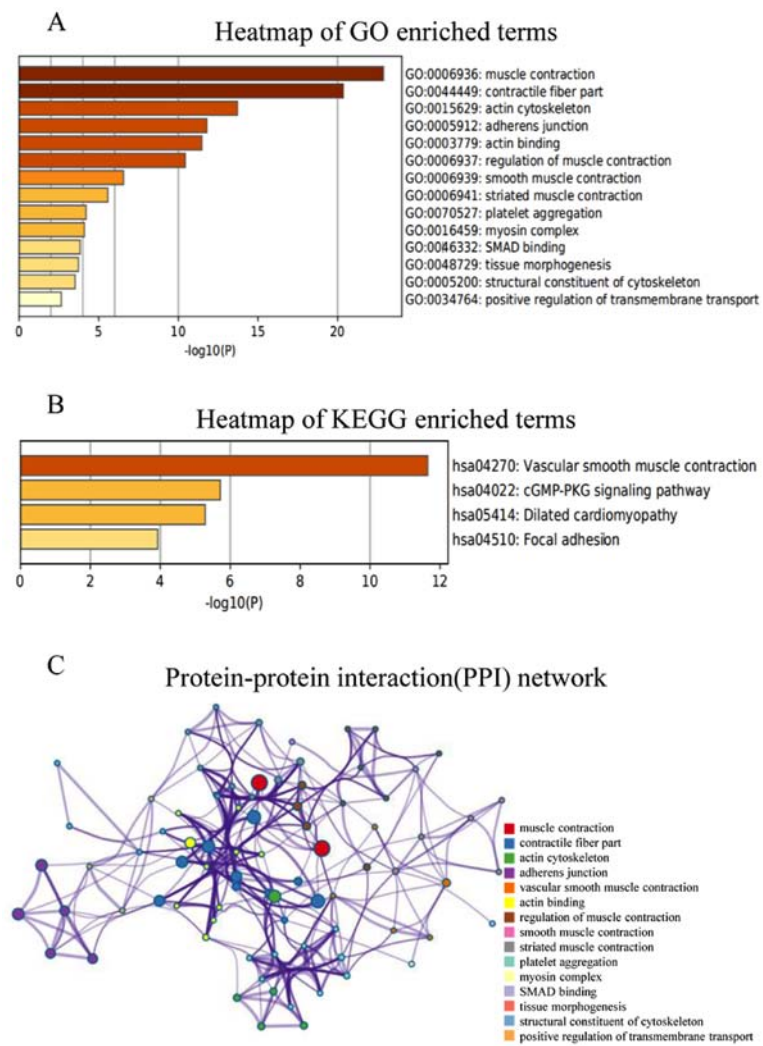 A
Heatmap of GO enriched terms
GO:0006936: muscle contraction
GO:0044449: contractile fiber part
GO:0015629: actin cytoskeleton
GO:0005912: adherens junction
GO:0003779: actin binding
GO:0006937: regulation of muscle contraction
GO:0006939: smooth muscle contraction
GO:0006941: striated muscle contraction
GO:0070527: platelet aggregation
GO:0016459: myosin complex
GO:0046332: SMAD binding
GO:0048729: tissue morphogenesis
GO:0005200: structural constituent of cytoskeleton
GO:0034764: positive regulation of transmembrane transport
0 5 10 15 20
-log10(P)
B
Heatmap of KEGG enriched terms
hsa04270: Vascular smooth muscle contraction
hsa04022: cGMP-PKG signaling pathway
hsa05414: Dilated cardiomyopathy
hsa04510: Focal adhesion
0 2 4 6 8 10 12
-log10(P)
C
Protein-protein interaction(PPI) network
muscle contraction
contractile fiber part
actin cytoskeleton
adherens junction
vascular smooth muscle contraction
actin binding
regulation of muscle contraction
smooth muscle contraction
striated muscle contraction
platelet aggregation
myosin complex
SMAD binding
tissue morphogenesis
structural constituent of cytoskeleton
positive regulation of transmembrane transport